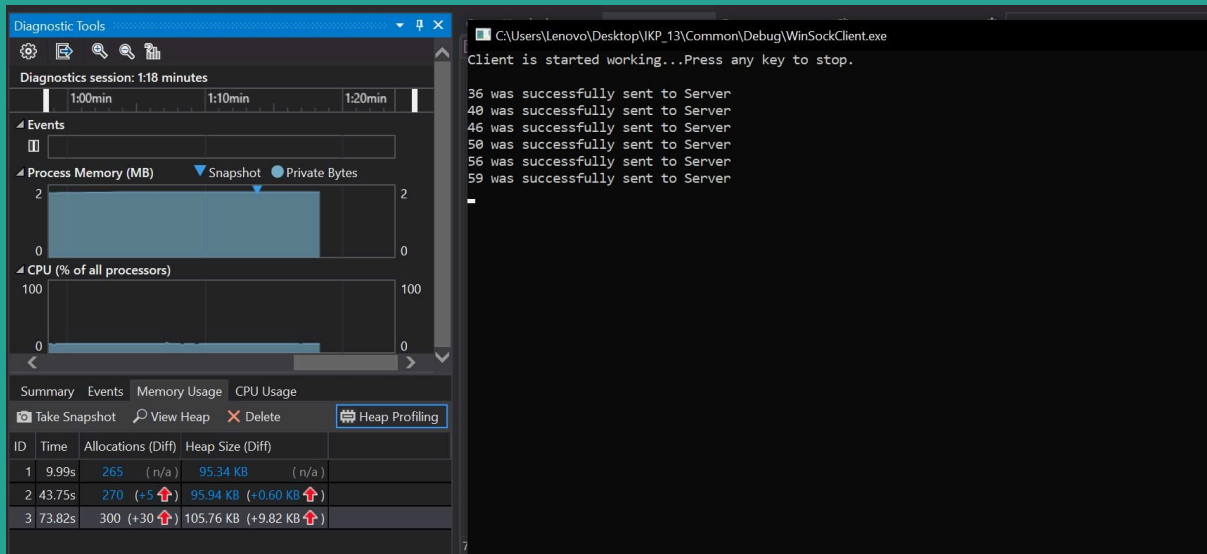 Diagnostic Tools
Diagnostics session: 1:18 minutes
1:00min 1:10min 1:20min
Events
Process Memory (MB) Snapshot Private Bytes
2 2
0 0
CPU (% of all processors)
100 100
0 0
Summary Events Memory Usage CPU Usage
Take Snapshot View Heap Delete Heap Profiling
ID Time Allocations (Diff) Heap Size (Diff)
1 9.99s 265 (n/a) 95.34 KB (n/a)
2 43.75s 270 (+5) 95.94 KB (+0.60 KB)
3 73.82s 300 (+30) 105.76 KB (+9.82 KB)
C:\Users\Lenovo\Desktop\IKP_13\Common\Debug\WinSockClient.exe
Client is started working...Press any key to stop.
36 was successfully sent to Server
40 was successfully sent to Server
46 was successfully sent to Server
50 was successfully sent to Server
56 was successfully sent to Server
59 was successfully sent to Server